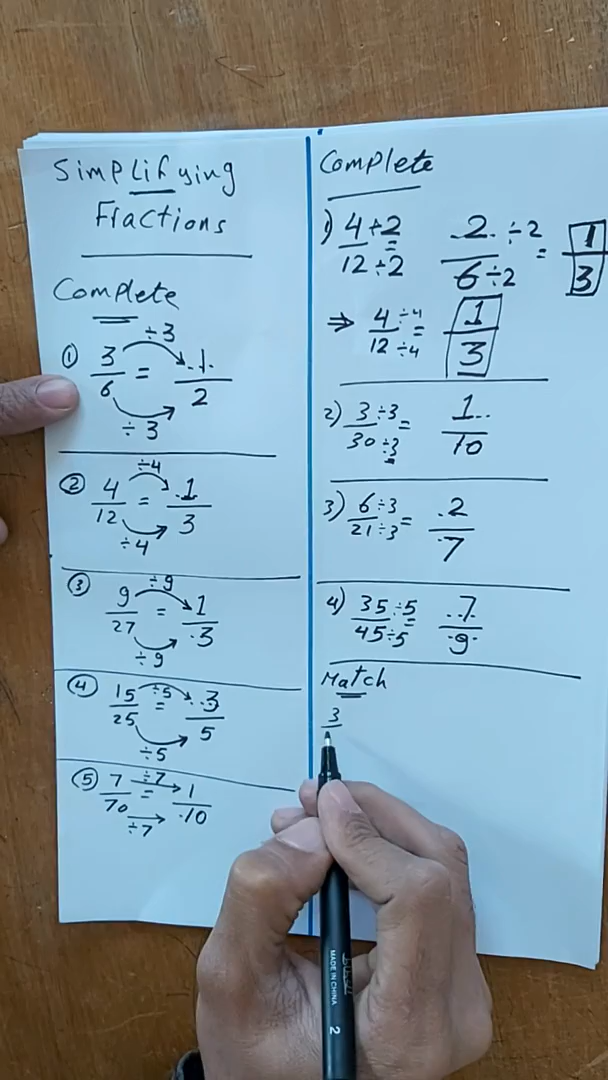 Simplifying
Fractions
Complete
① 3/6 = 1/2 ÷3 ÷3
② 4/12 = 1/3 ÷4 ÷4
③ 9/27 = 1/3 ÷9 ÷9
④ 15/25 = 3/5 ÷5 ÷5
⑤ 7/70 = 1/10 ÷7 ÷7
Complete
1) 4÷2/12÷2 = 2÷2/6÷2 = 1/3
⇒ 4÷4/12÷4 = 1/3
2) 3÷3/30÷3 = 1/10
3) 6÷3/21÷3 = 2/7
4) 35÷5/45÷5 = 7/9
Match
3
MADE IN CHINA 2